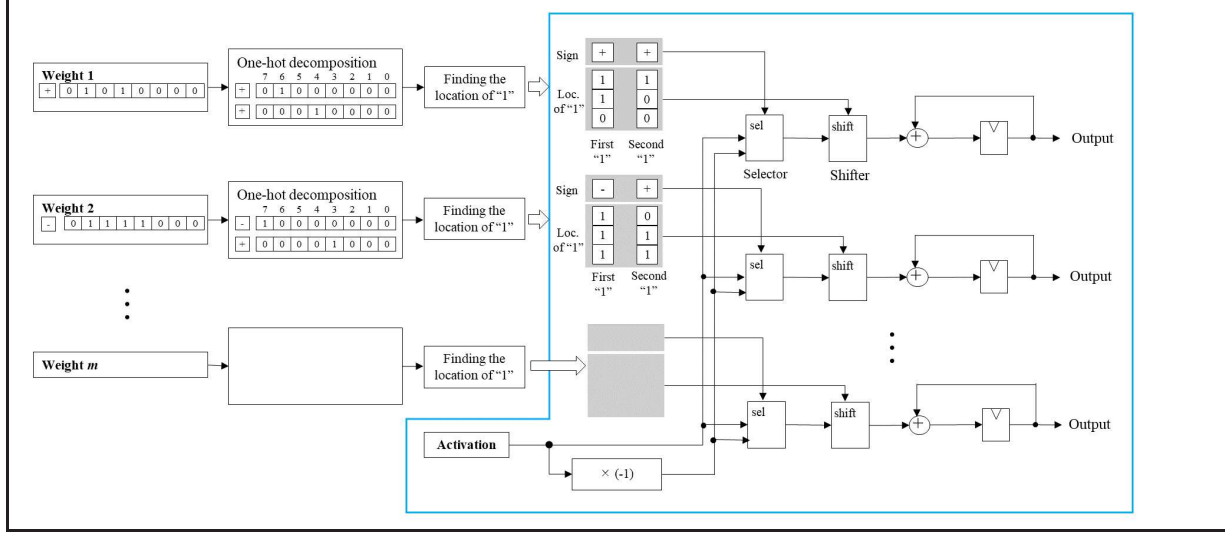 Weight 1
+ 0 1 0 1 0 0 0 0
One-hot decomposition
7 6 5 4 3 2 1 0
+ 0 1 0 0 0 0 0 0
+ 0 0 0 1 0 0 0 0
Finding the
location of “1”
Sign + +
Loc.
of “1”
1 1
1 0
0 0
First Second
“1” “1”
sel
Selector
shift
Shifter
+
Output
Weight 2
- 0 1 1 1 1 0 0 0
One-hot decomposition
7 6 5 4 3 2 1 0
- 1 0 0 0 0 0 0 0
+ 0 0 0 0 1 0 0 0
Finding the
location of “1”
Sign - +
Loc.
of “1”
1 0
1 1
1 1
First Second
“1” “1”
sel
shift
+
Output
Weight m
Finding the
location of “1”
sel
shift
+
Output
Activation
× (-1)